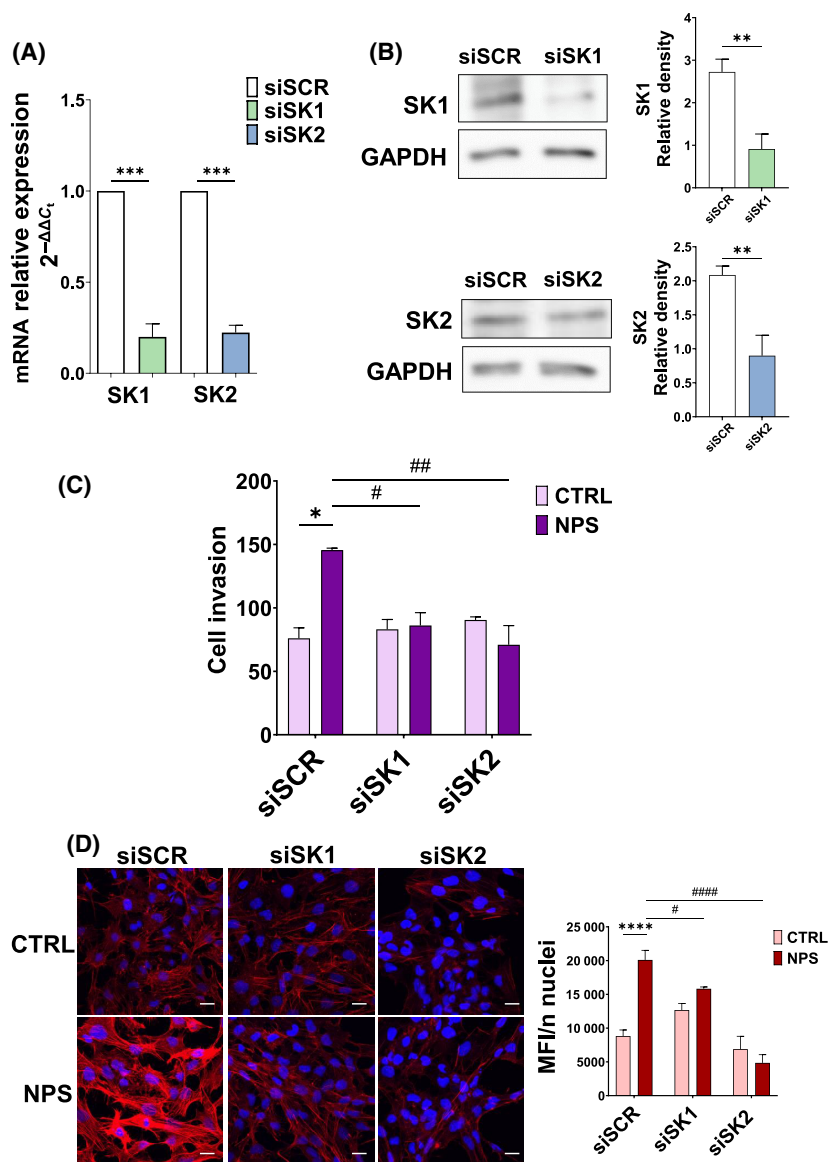 (A)
siSCR
siSK1
siSK2
mRNA relative expression
2–ΔΔCt
1.5
1.0
0.5
0.0
***
***
SK1
SK2
(B)
siSCR
siSK1
SK1
GAPDH
SK1
Relative density
4
3
2
1
0
**
siSCR
siSK1
siSCR
siSK2
SK2
GAPDH
SK2
Relative density
2.5
2.0
1.5
1.0
0.5
0.0
**
siSCR
siSK2
(C)
Cell invasion
200
150
100
50
0
*
#
##
CTRL
NPS
siSCR
siSK1
siSK2
(D)
siSCR
siSK1
siSK2
CTRL
NPS
MFI/n nuclei
25 000
20 000
15 000
10 000
5000
0
****
#
####
CTRL
NPS
siSCR
siSK1
siSK2